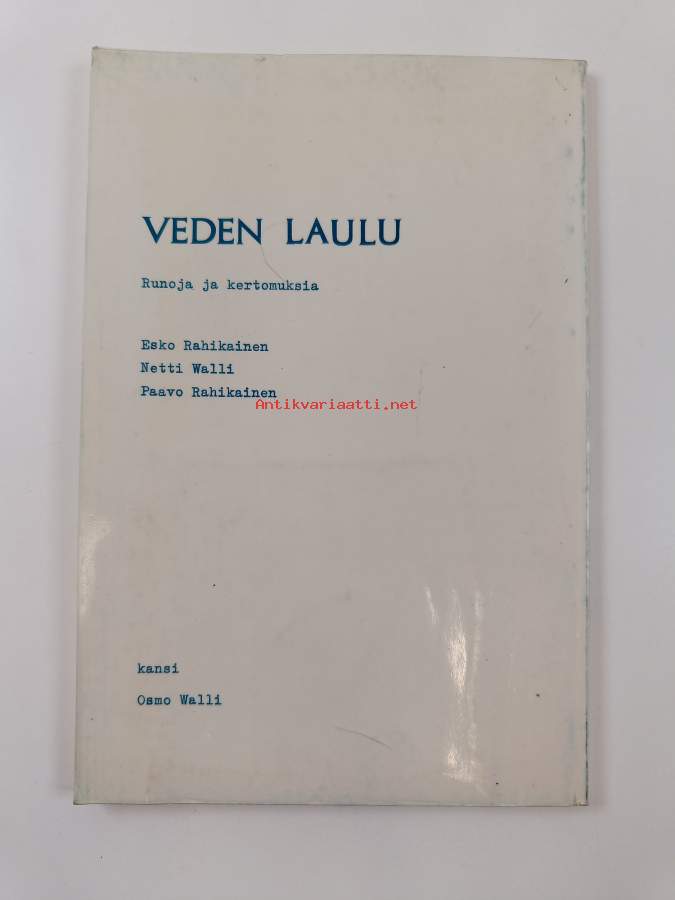 VEDEN LAULU
Runoja ja kertomuksia
Esko Rahikainen
Netti Walli
Paavo Rahikainen
Antikvariaatti.net
kansi
Osmo Walli